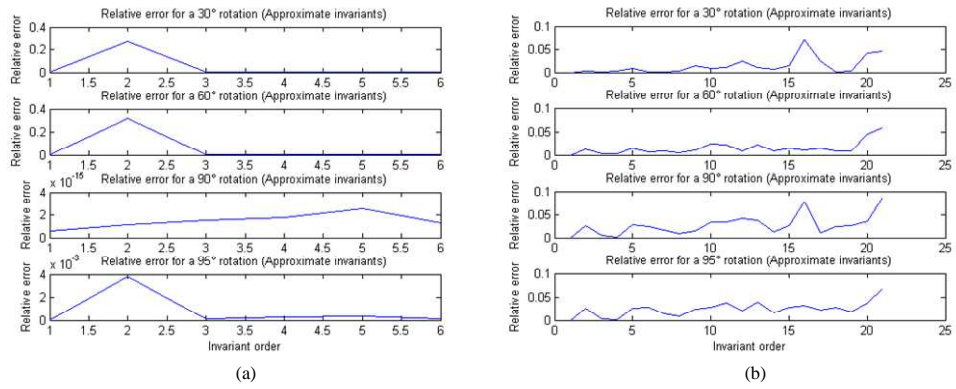 Relative error for a 30° rotation (Approximate invariants)
Relative error
0.4
0.2
0
1 1.5 2 2.5 3 3.5 4 4.5 5 5.5 6
Relative error for a 60° rotation (Approximate invariants)
Relative error
0.4
0.2
0
1 1.5 2 2.5 3 3.5 4 4.5 5 5.5 6
x 10⁻¹⁵
Relative error for a 90° rotation (Approximate invariants)
Relative error
4
2
0
1 1.5 2 2.5 3 3.5 4 4.5 5 5.5 6
x 10⁻³
Relative error for a 95° rotation (Approximate invariants)
Relative error
4
2
0
1 1.5 2 2.5 3 3.5 4 4.5 5 5.5 6
Invariant order
(a)
Relative error for a 30° rotation (Approximate invariants)
Relative error
0.1
0.05
0
0 5 10 15 20 25
Relative error for a 60° rotation (Approximate invariants)
Relative error
0.1
0.05
0
0 5 10 15 20 25
Relative error for a 90° rotation (Approximate invariants)
Relative error
0.1
0.05
0
0 5 10 15 20 25
Relative error for a 95° rotation (Approximate invariants)
Relative error
0.1
0.05
0
0 5 10 15 20 25
Invariant order
(b)